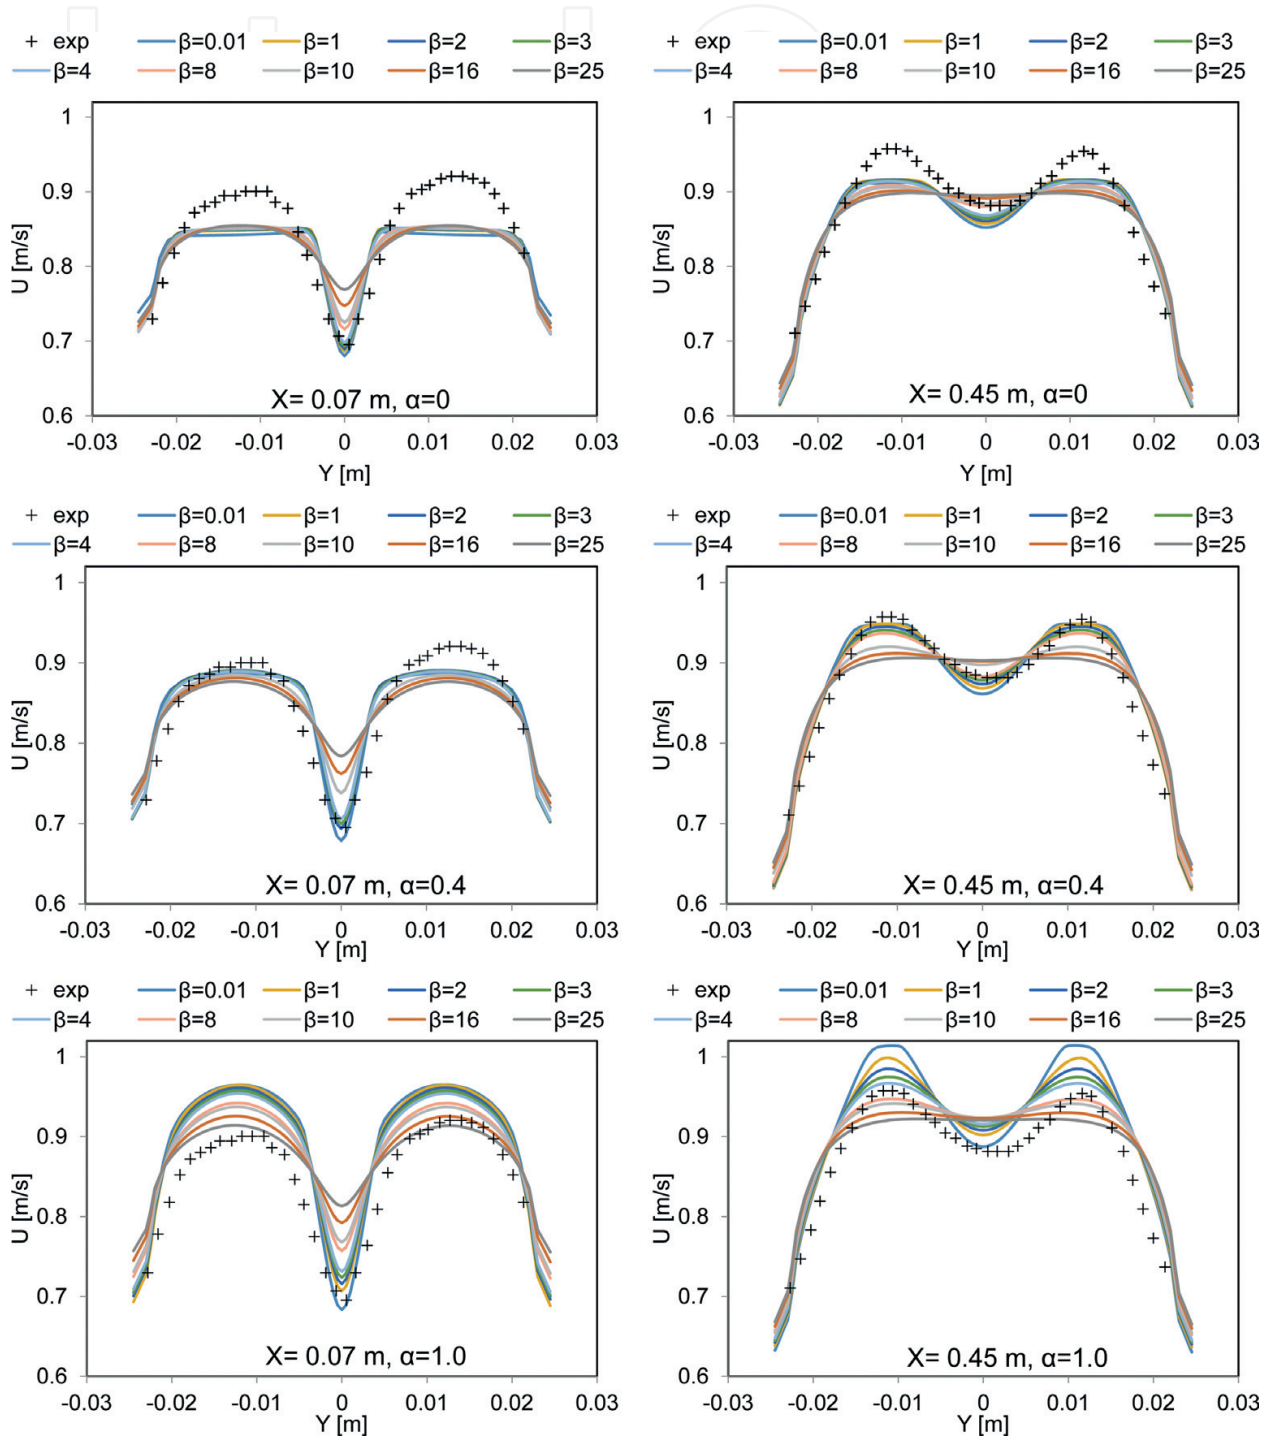 + exp β=0.01 β=1 β=2 β=3
β=4 β=8 β=10 β=16 β=25
1
0.9
0.8
0.7
0.6
U [m/s]
X= 0.07 m, α=0
-0.03 -0.02 -0.01 0 0.01 0.02 0.03
Y [m]
+ exp β=0.01 β=1 β=2 β=3
β=4 β=8 β=10 β=16 β=25
1
0.9
0.8
0.7
0.6
U [m/s]
X= 0.45 m, α=0
-0.03 -0.02 -0.01 0 0.01 0.02 0.03
Y [m]
+ exp β=0.01 β=1 β=2 β=3
β=4 β=8 β=10 β=16 β=25
1
0.9
0.8
0.7
0.6
U [m/s]
X= 0.07 m, α=0.4
-0.03 -0.02 -0.01 0 0.01 0.02 0.03
Y [m]
+ exp β=0.01 β=1 β=2 β=3
β=4 β=8 β=10 β=16 β=25
1
0.9
0.8
0.7
0.6
U [m/s]
X= 0.45 m, α=0.4
-0.03 -0.02 -0.01 0 0.01 0.02 0.03
Y [m]
+ exp β=0.01 β=1 β=2 β=3
β=4 β=8 β=10 β=16 β=25
1
0.9
0.8
0.7
0.6
U [m/s]
X= 0.07 m, α=1.0
-0.03 -0.02 -0.01 0 0.01 0.02 0.03
Y [m]
+ exp β=0.01 β=1 β=2 β=3
β=4 β=8 β=10 β=16 β=25
1
0.9
0.8
0.7
0.6
U [m/s]
X= 0.45 m, α=1.0
-0.03 -0.02 -0.01 0 0.01 0.02 0.03
Y [m]